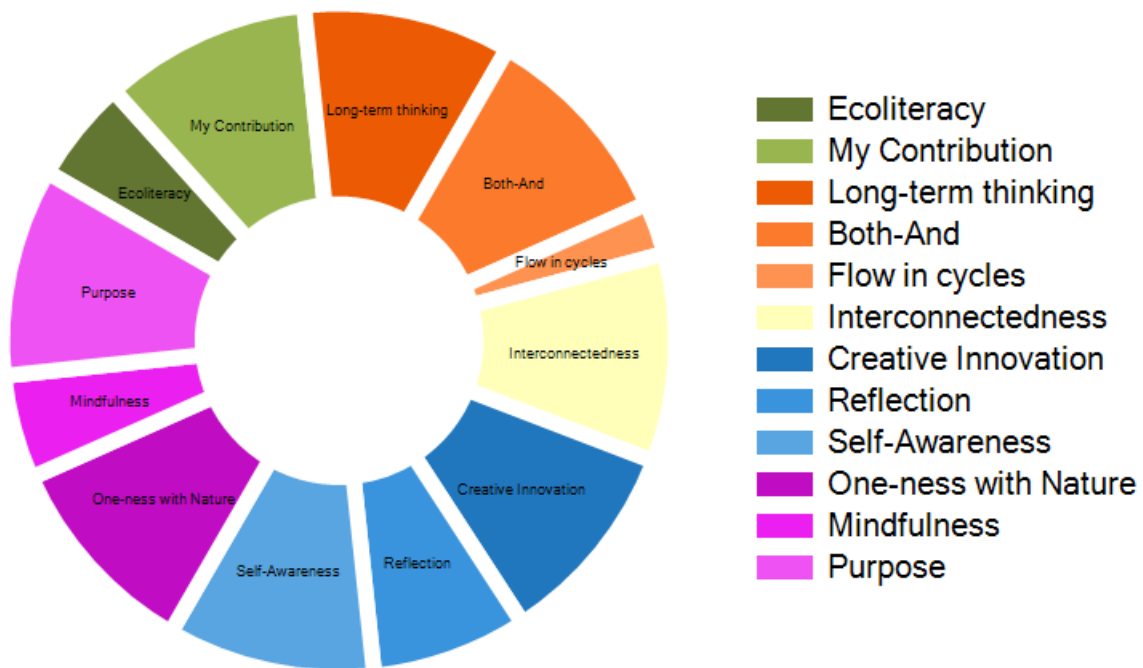 Long-term thinking
My Contribution
Both-And
Ecoliteracy
Flow in cycles
Purpose
Interconnectedness
Mindfulness
Creative Innovation
One-ness with Nature
Reflection
Self-Awareness
Ecoliteracy
My Contribution
Long-term thinking
Both-And
Flow in cycles
Interconnectedness
Creative Innovation
Reflection
Self-Awareness
One-ness with Nature
Mindfulness
Purpose